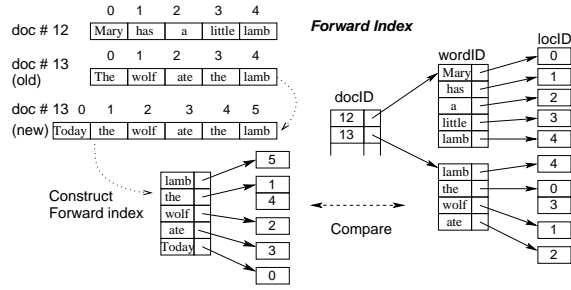 0 1 2 3 4
doc # 12 Mary has a little lamb
0 1 2 3 4
doc # 13 The wolf ate the lamb
(old)
doc # 13 0 1 2 3 4 5
(new) Today the wolf ate the lamb
Construct
Forward index
lamb 5
the 1
4
wolf 2
ate 3
Today 0
Compare
Forward Index
docID wordID locID
12
13
Mary 0
has 1
a 2
little 3
lamb 4
lamb 4
the 0
3
wolf 1
ate 2